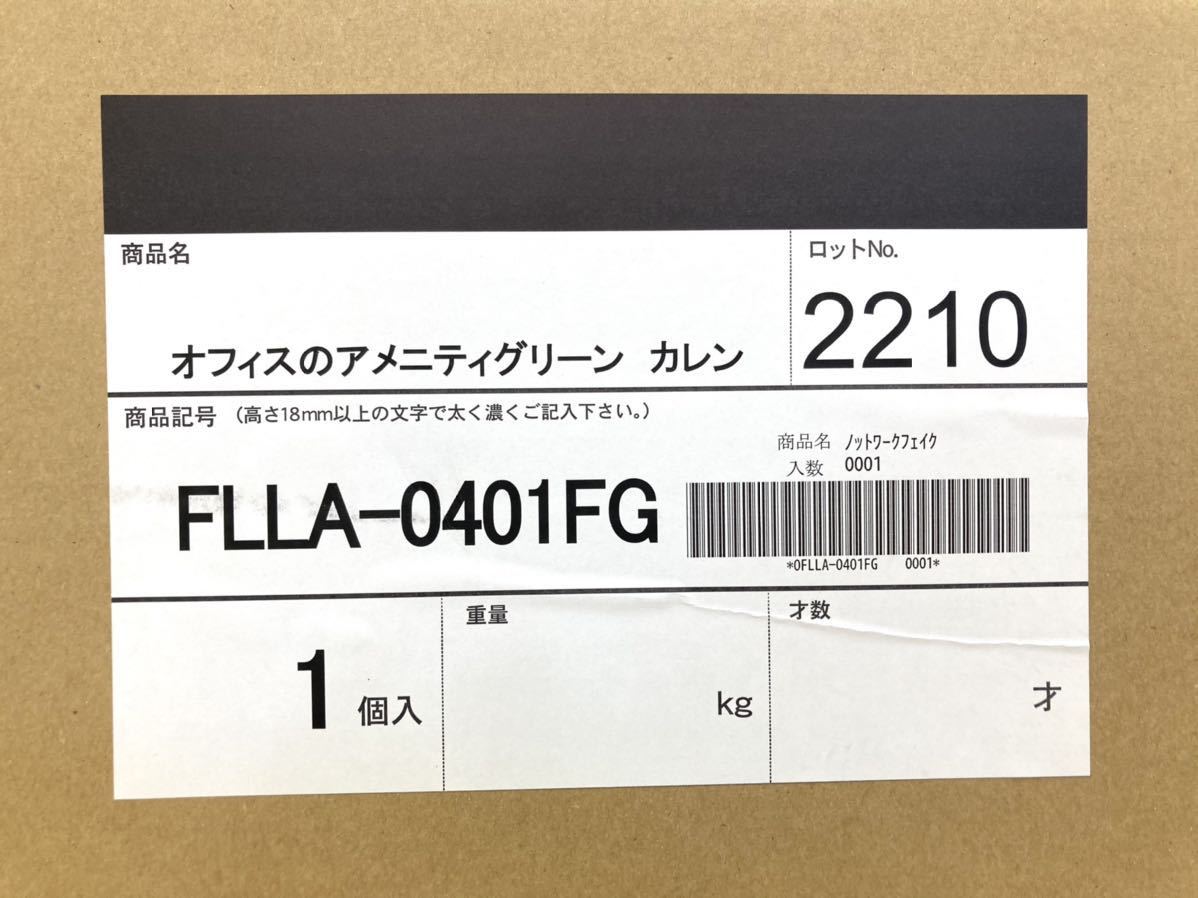 商品名
ロットNo.
オフィスのアメニティグリーン カレン
2210
商品記号 (高さ18mm以上の文字で太く濃くご記入下さい。)
商品名 ノットワークフェイク
入数 0001
FLLA-0401FG
*0FLLA-0401FG 0001*
1 個入
重量
kg
才数
才